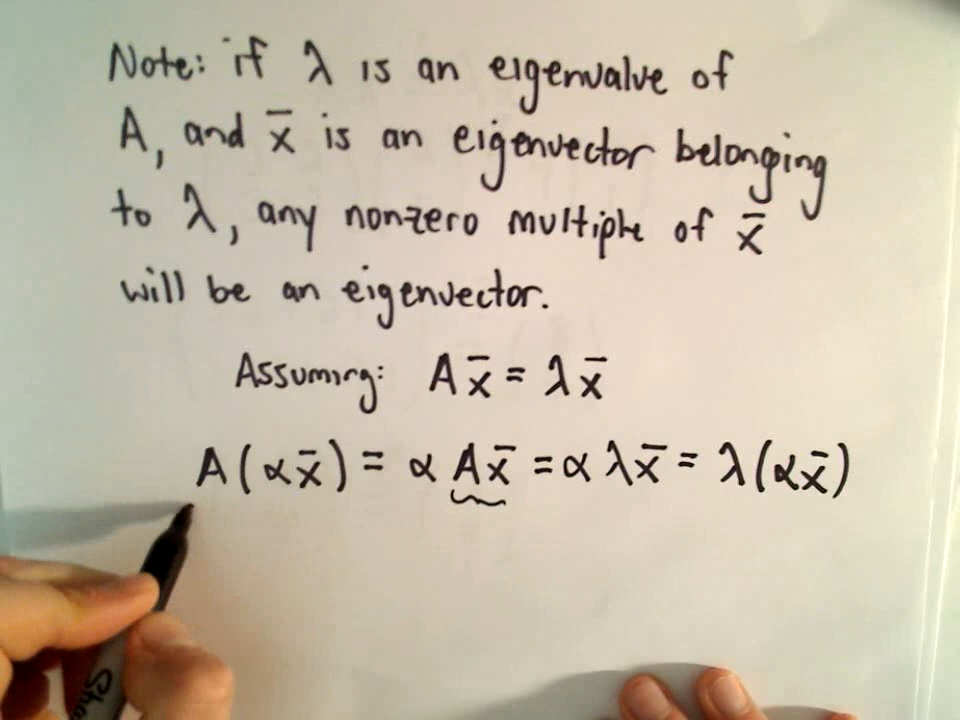 Note: if λ is an eigenvalue of
A, and x̄ is an eigenvector belonging
to λ, any nonzero multiple of x̄
will be an eigenvector.
Assuming: Ax̄ = λx̄
A(αx̄) = αAx̄ = αλx̄ = λ(αx̄)